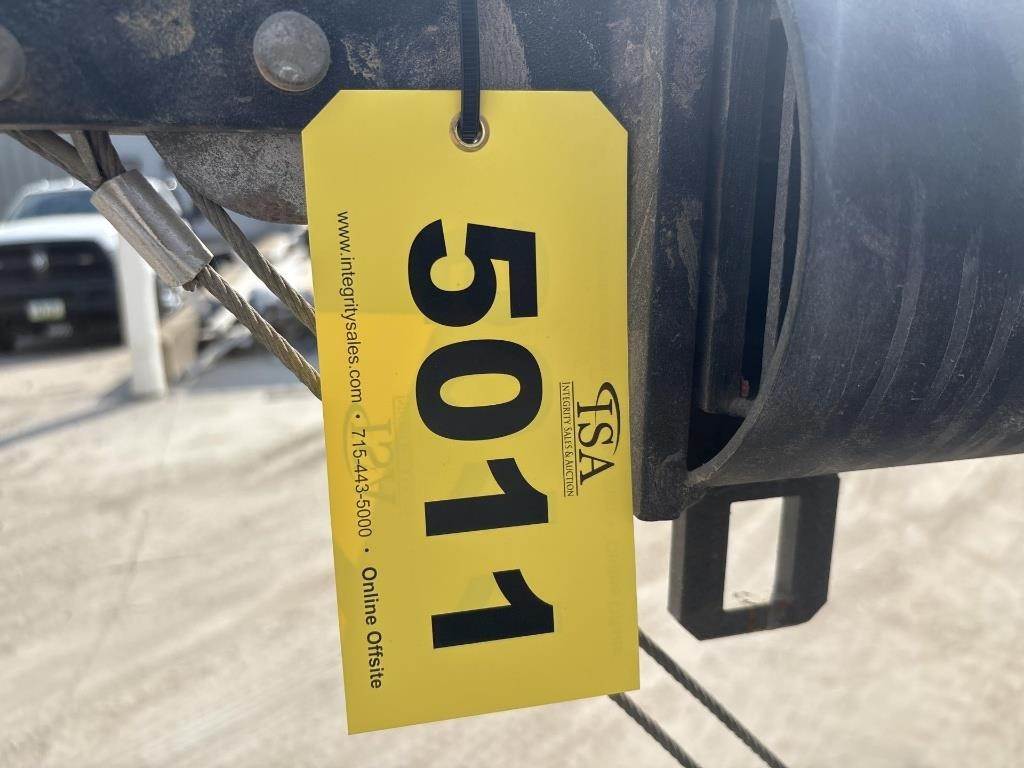 ISA
INTEGRITY SALES & AUCTION
5011
www.integritysales.com • 715-443-5000 • Online Offsite